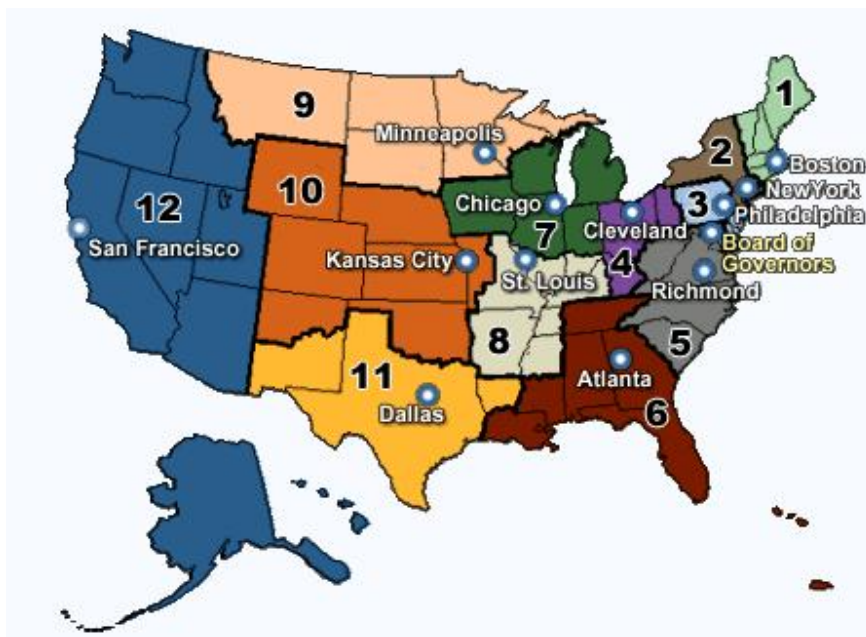 1
9
2
Minneapolis
Boston
10
NewYork
3
12
Chicago
Philadelphia
7
Cleveland
Board of
Governors
San Francisco
Kansas City
4
St. Louis
Richmond
8
5
11
Atlanta
Dallas
6